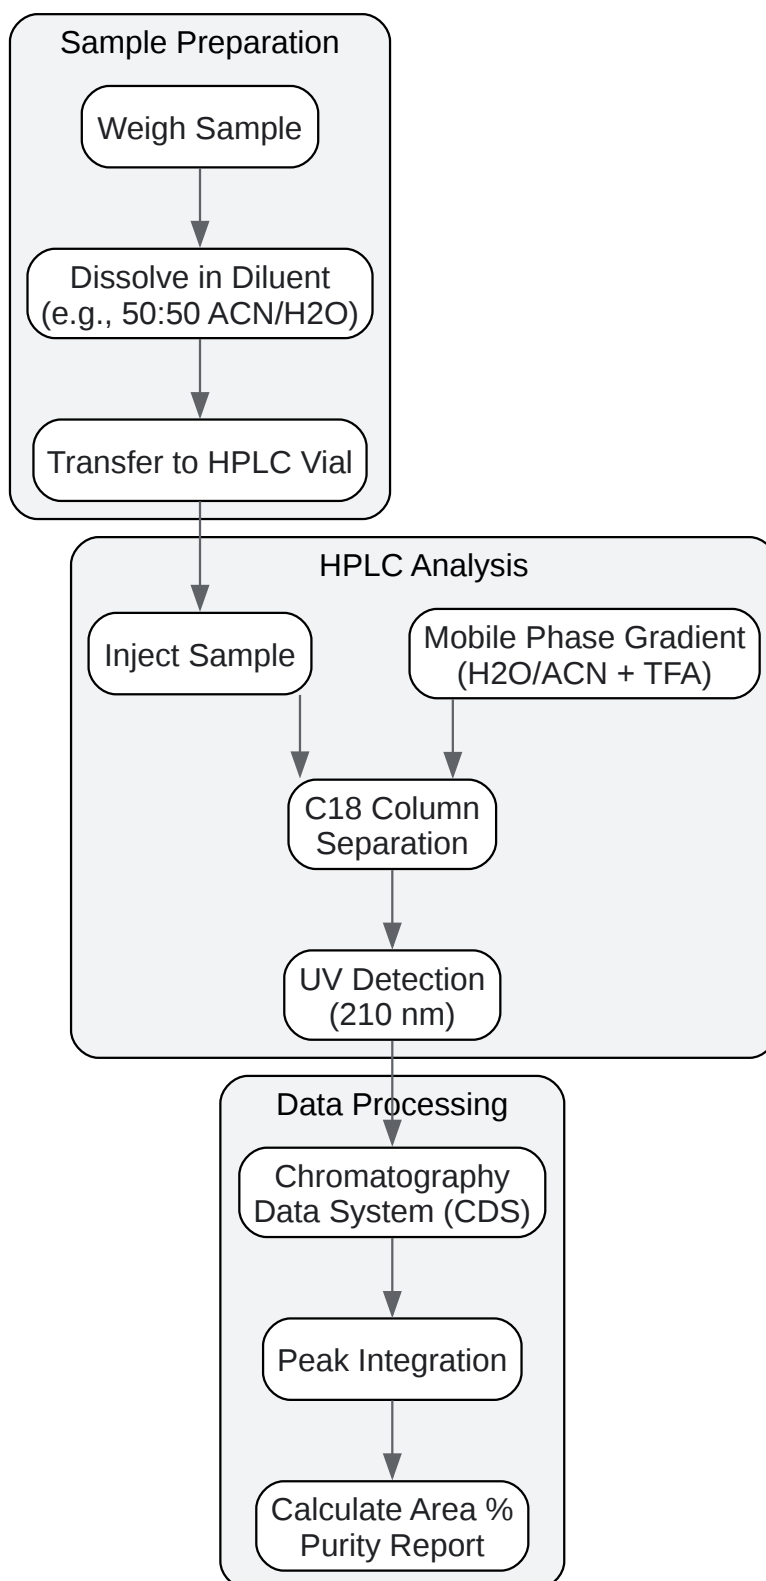 Sample Preparation
Weigh Sample
Dissolve in Diluent
(e.g., 50:50 ACN/H2O)
Transfer to HPLC Vial
HPLC Analysis
Inject Sample
Mobile Phase Gradient
(H2O/ACN + TFA)
C18 Column
Separation
UV Detection
(210 nm)
Data Processing
Chromatography
Data System (CDS)
Peak Integration
Calculate Area %
Purity Report